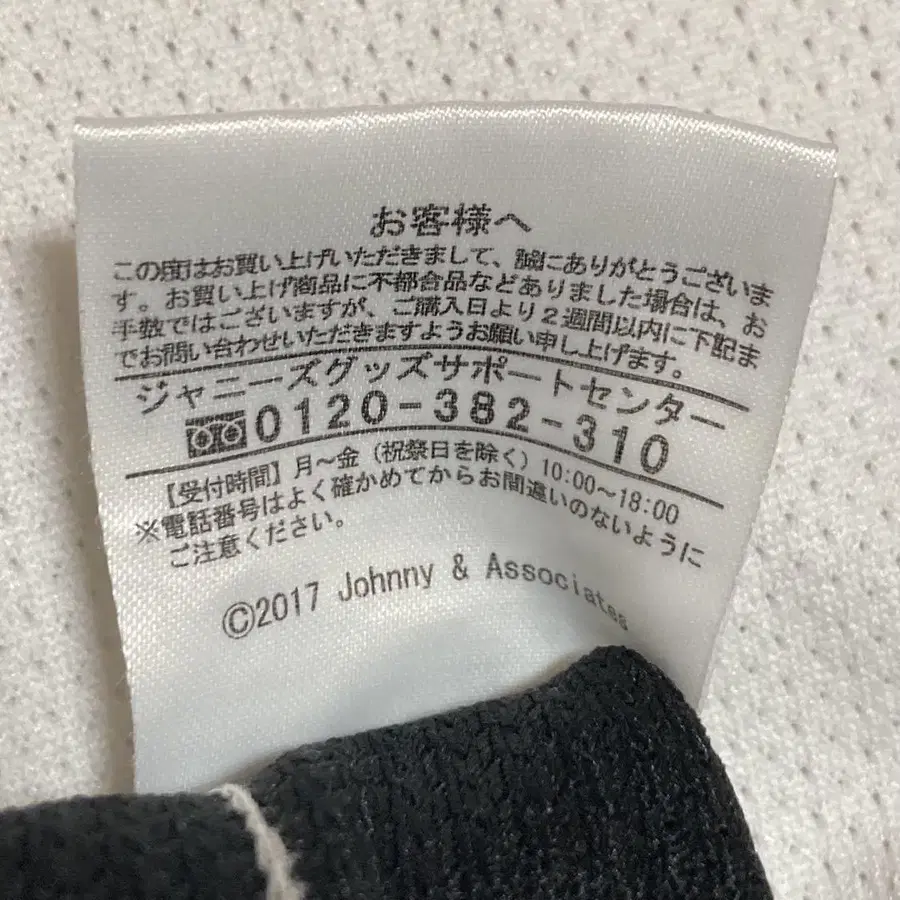 お客様へ
この度はお買い上げいただきまして、誠にありがとうございま
す。お買い上げ商品に不都合品などありました場合は、お
手数ではございますが、ご購入日より2週間以内に下記ま
でお問い合わせいただきますようお願い申し上げます。
ジャニーズグッズサポートセンター
0120-382-310
【受付時間】月～金（祝祭日を除く）10:00～18:00
※電話番号はよく確かめてからお間違いのないように
ご注意ください。
©2017 Johnny & Associates